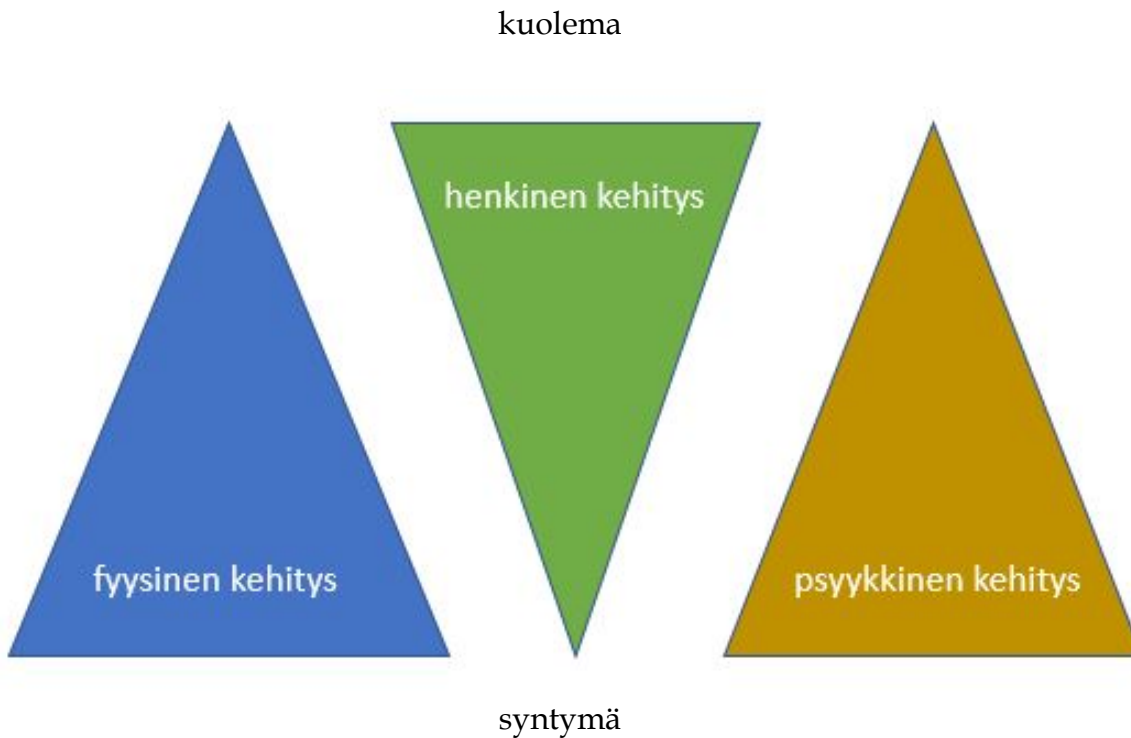 kuolema
henkinen kehitys
fyysinen kehitys
psyykkinen kehitys
syntymä